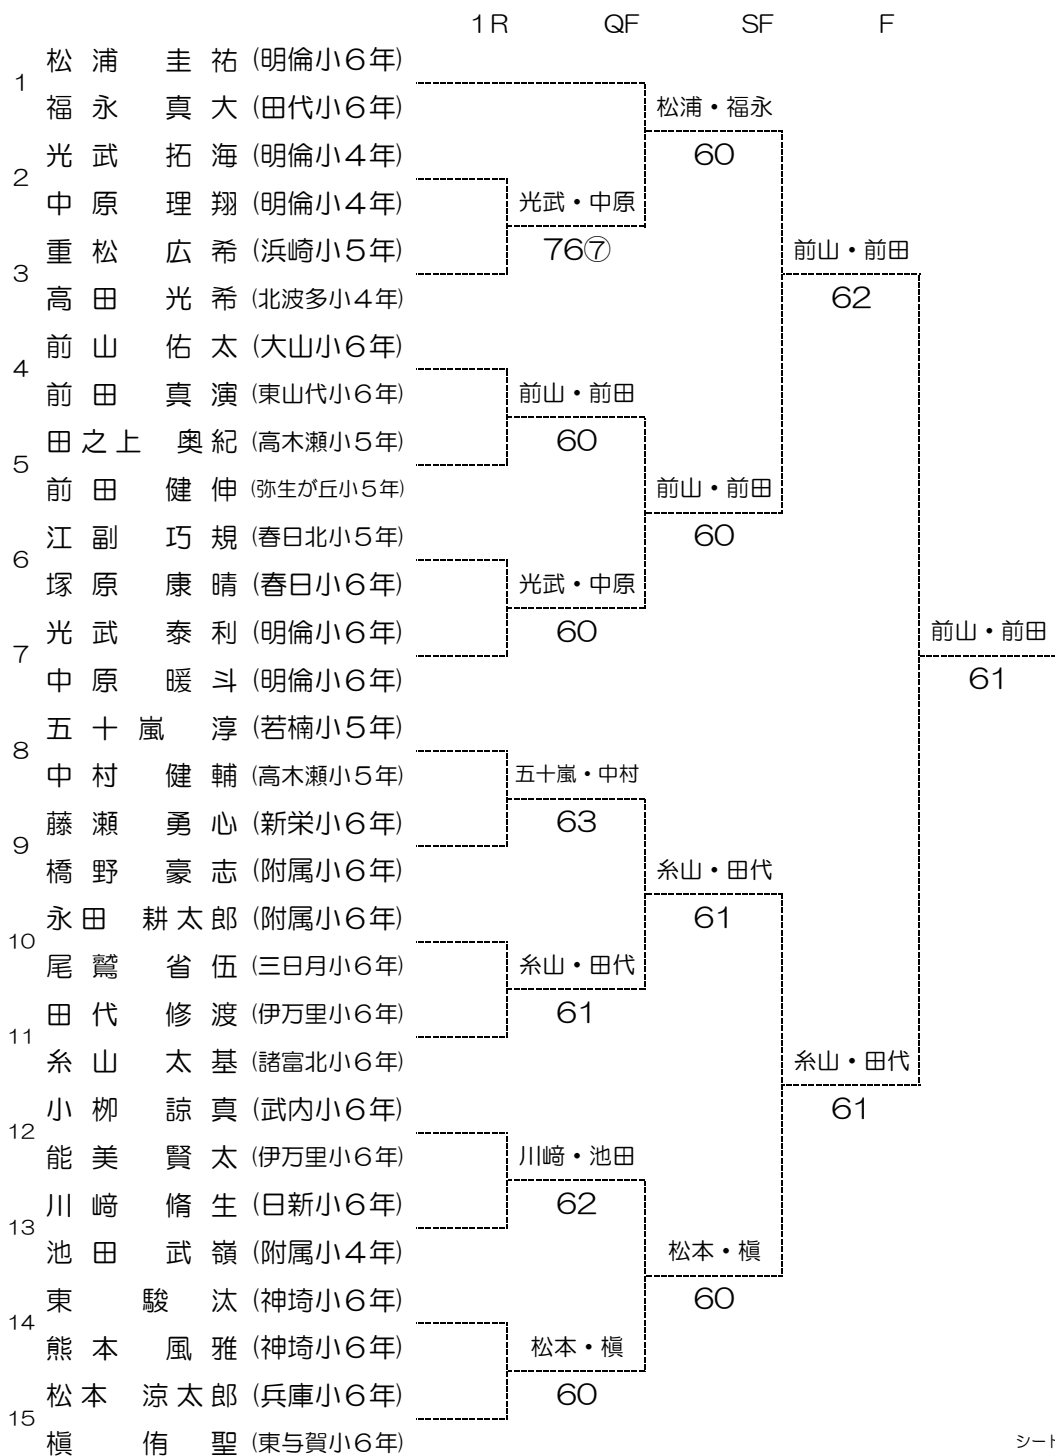 1R QF SF F
松浦 圭祐 (明倫小6年)
1
福永 真大 (田代小6年) 松浦・福永
光武 拓海 (明倫小4年) 60
2
中原 理翔 (明倫小4年) 光武・中原
重松 広希 (浜崎小5年) 76⑦ 前山・前田
3
高田 光希 (北波多小4年) 62
前山 佑太 (大山小6年)
4
前田 真演 (東山代小6年) 前山・前田
田之上 奥紀 (高木瀬小5年) 60
5
前田 健伸 (弥生が丘小5年) 前山・前田
江副 巧規 (春日北小5年) 60
6
塚原 康晴 (春日小6年) 光武・中原
光武 泰利 (明倫小6年) 60 前山・前田
7
中原 暖斗 (明倫小6年) 61
五十嵐 淳 (若楠小5年)
8
中村 健輔 (高木瀬小5年) 五十嵐・中村
藤瀬 勇心 (新栄小6年) 63
9
橋野 豪志 (附属小6年) 糸山・田代
永田 耕太郎 (附属小6年) 61
10
尾鷲 省伍 (三日月小6年) 糸山・田代
田代 修渡 (伊万里小6年) 61
11
糸山 太基 (諸富北小6年) 糸山・田代
小栁 諒真 (武内小6年) 61
12
能美 賢太 (伊万里小6年) 川﨑・池田
川﨑 脩生 (日新小6年) 62
13
池田 武嶺 (附属小4年) 松本・槇
東 駿汰 (神埼小6年) 60
14
熊本 風雅 (神埼小6年) 松本・槇
松本 涼太郎 (兵庫小6年) 60
15
槇 侑聖 (東与賀小6年) シート